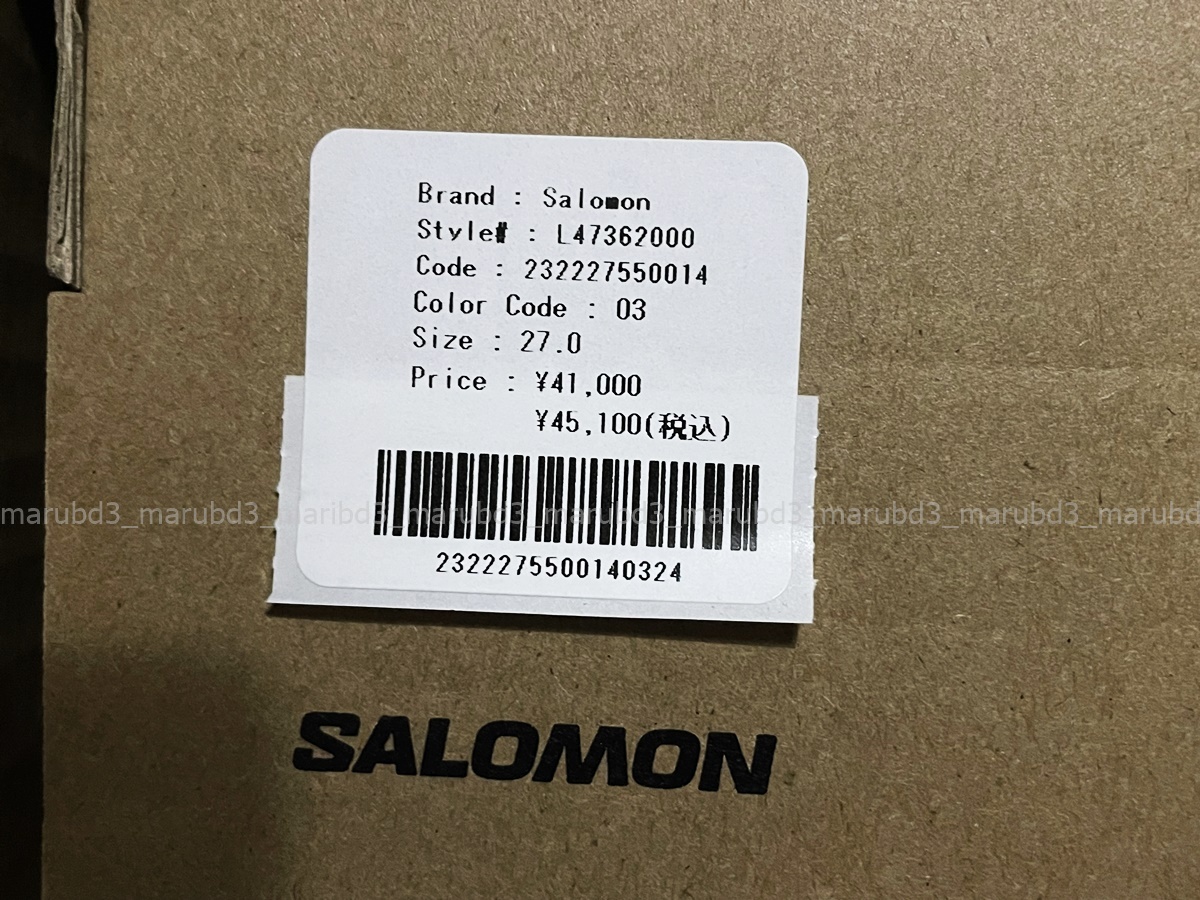 Brand : Salomon
Style# : L47362000
Code : 232227550014
Color Code : 03
Size : 27.0
Price : ¥41,000
¥45,100(税込)
marubd3_marubd3_maribd3_marubd3_marubd3_marubd3_marubd3_marubd3_marubd
2322275500140324
SALOMON